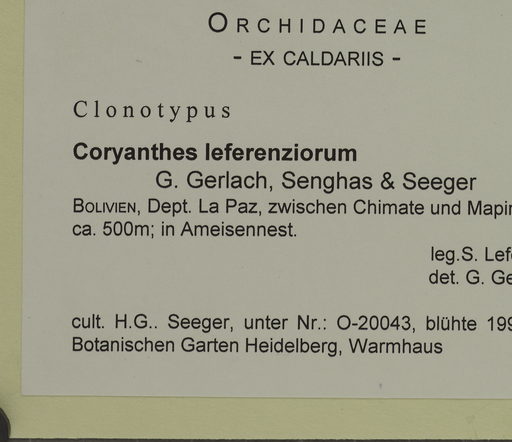 ORCHIDACEAE
- EX CALDARIIS -
Clonotypus
Coryanthes leferenziorum
G. Gerlach, Senghas & Seeger
BOLIVIEN, Dept. La Paz, zwischen Chimate und
ca. 500m; in Ameisennest.
leg.S.
det. G.
cult. H.G.. Seeger, unter Nr.: O-20043, blühte
Botanischen Garten Heidelberg, Warmhaus